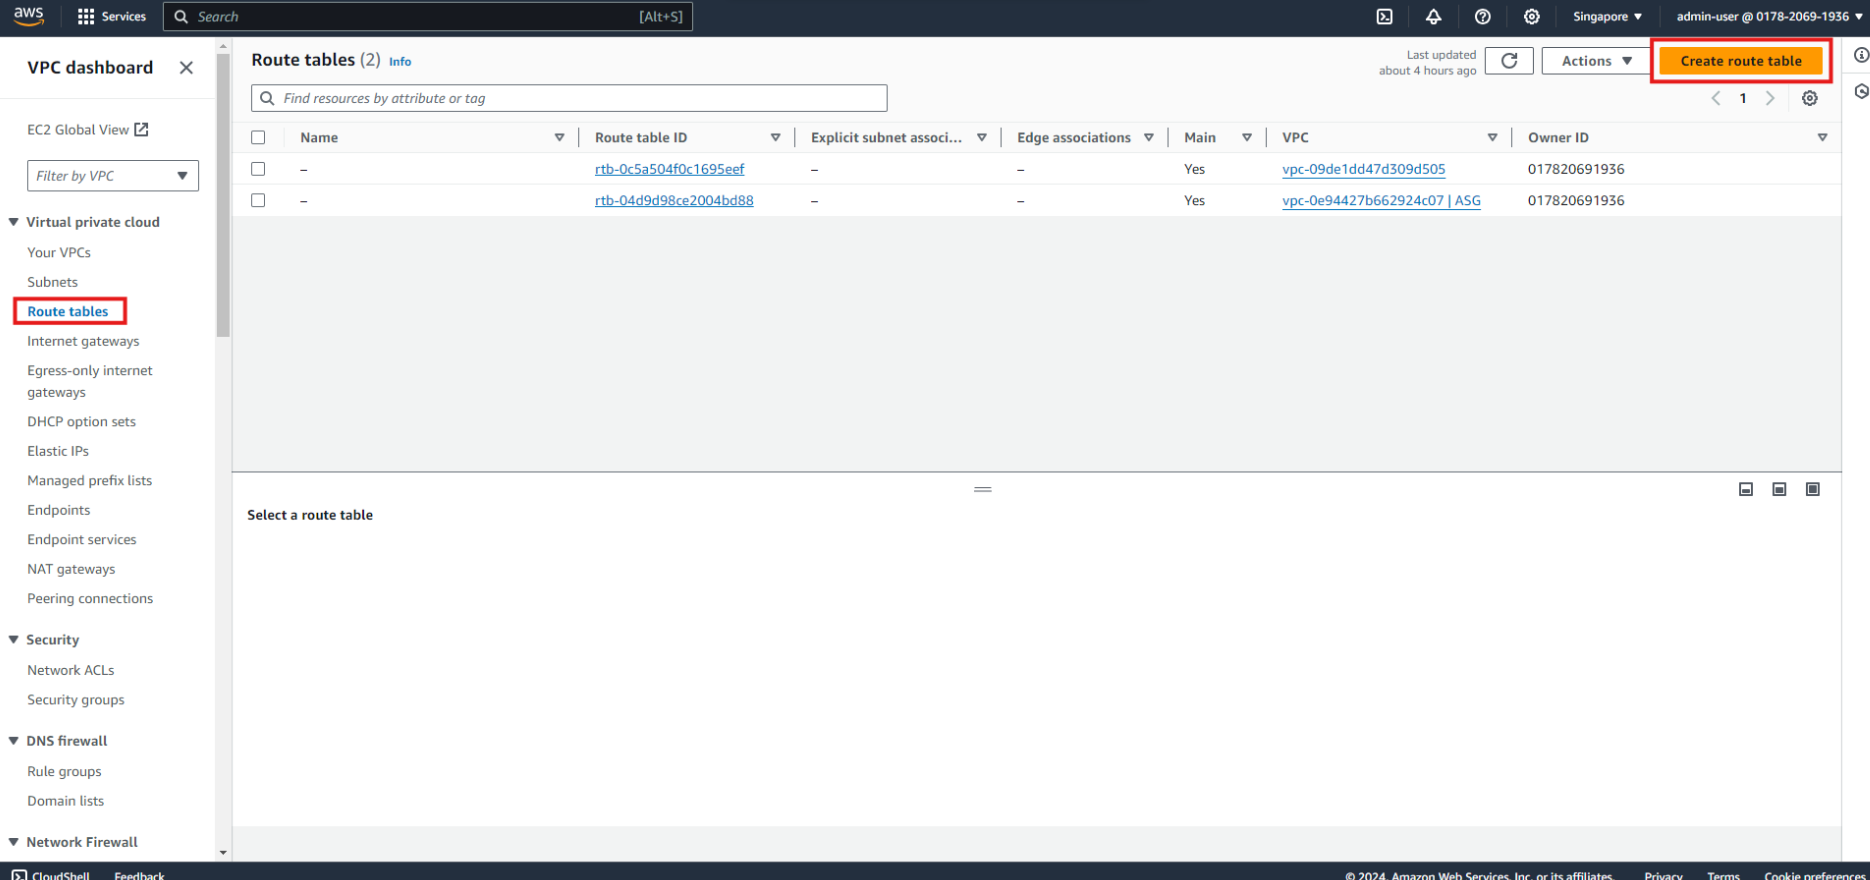 aws
Services
Search
[Alt+S]
Singapore
admin-user @ 0178-2069-1936
VPC dashboard
EC2 Global View
Filter by VPC
Virtual private cloud
Your VPCs
Subnets
Route tables
Internet gateways
Egress-only internet
gateways
DHCP option sets
Elastic IPs
Managed prefix lists
Endpoints
Endpoint services
NAT gateways
Peering connections
Security
Network ACLs
Security groups
DNS firewall
Rule groups
Domain lists
Network Firewall
Route tables (2) Info
Last updated
about 4 hours ago
Actions
Create route table
Find resources by attribute or tag
1
Name Route table ID Explicit subnet associ... Edge associations Main VPC Owner ID
– rtb-0c5a504f0c1695eef – – Yes vpc-09de1dd47d309d505 017820691936
– rtb-04d9d98ce2004bd88 – – Yes vpc-0e94427b662924c07 | ASG 017820691936
Select a route table
CloudShell Feedback © 2024, Amazon Web Services, Inc. or its affiliates. Privacy Terms Cookie preferences